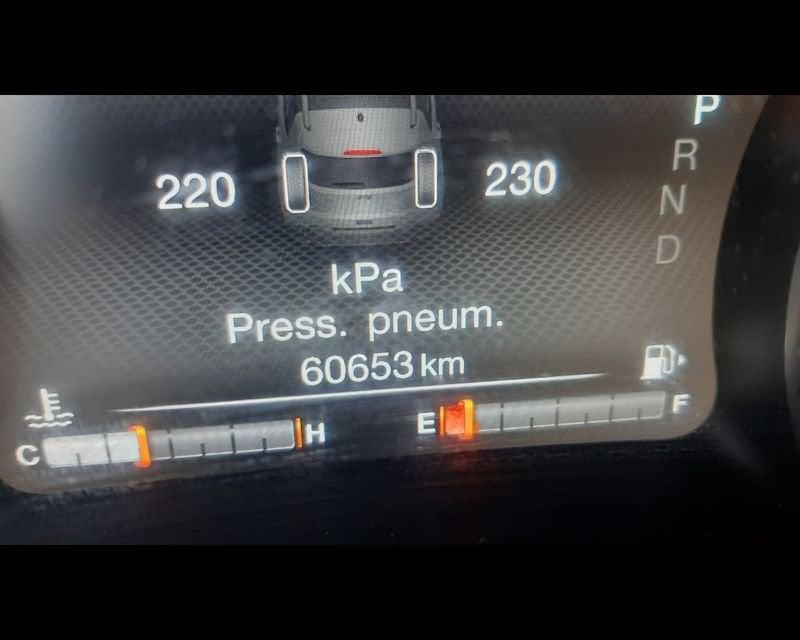 P
R
N
D
220 230
kPa
Press. pneum.
60653 km
C H E F